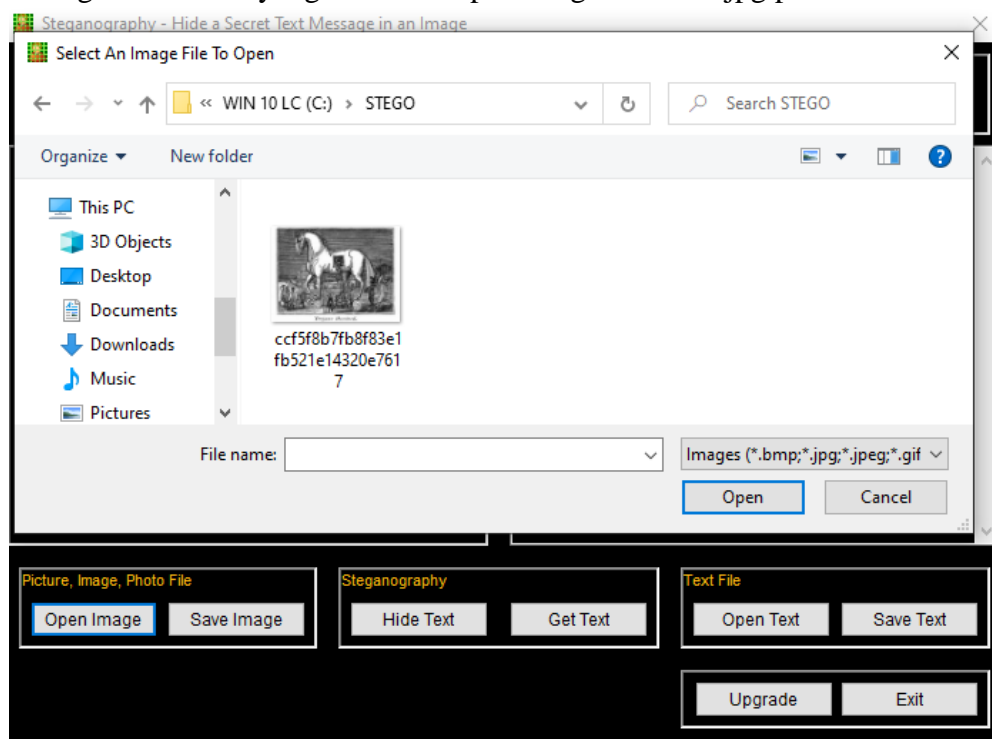 Steganography - Hide a Secret Text Message in an Image
Select An Image File To Open
« WIN 10 LC (C:) › STEGO
Search STEGO
Organize
New folder
This PC
3D Objects
Desktop
Documents
Downloads
Music
Pictures
ccf5f8b7fb8f83e1
fb521e14320e761
7
File name:
Images (*.bmp;*.jpg;*.jpeg;*.gif
Open
Cancel
Picture, Image, Photo File
Open Image
Save Image
Steganography
Hide Text
Get Text
Text File
Open Text
Save Text
Upgrade
Exit